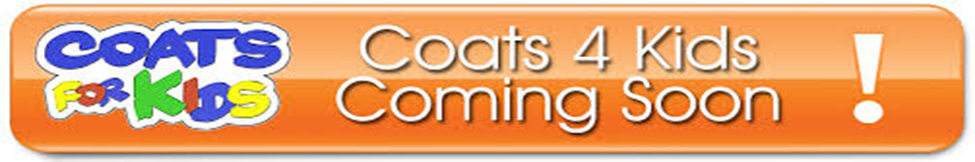 COATS
FOR KIDS
Coats 4 Kids
Coming Soon
!